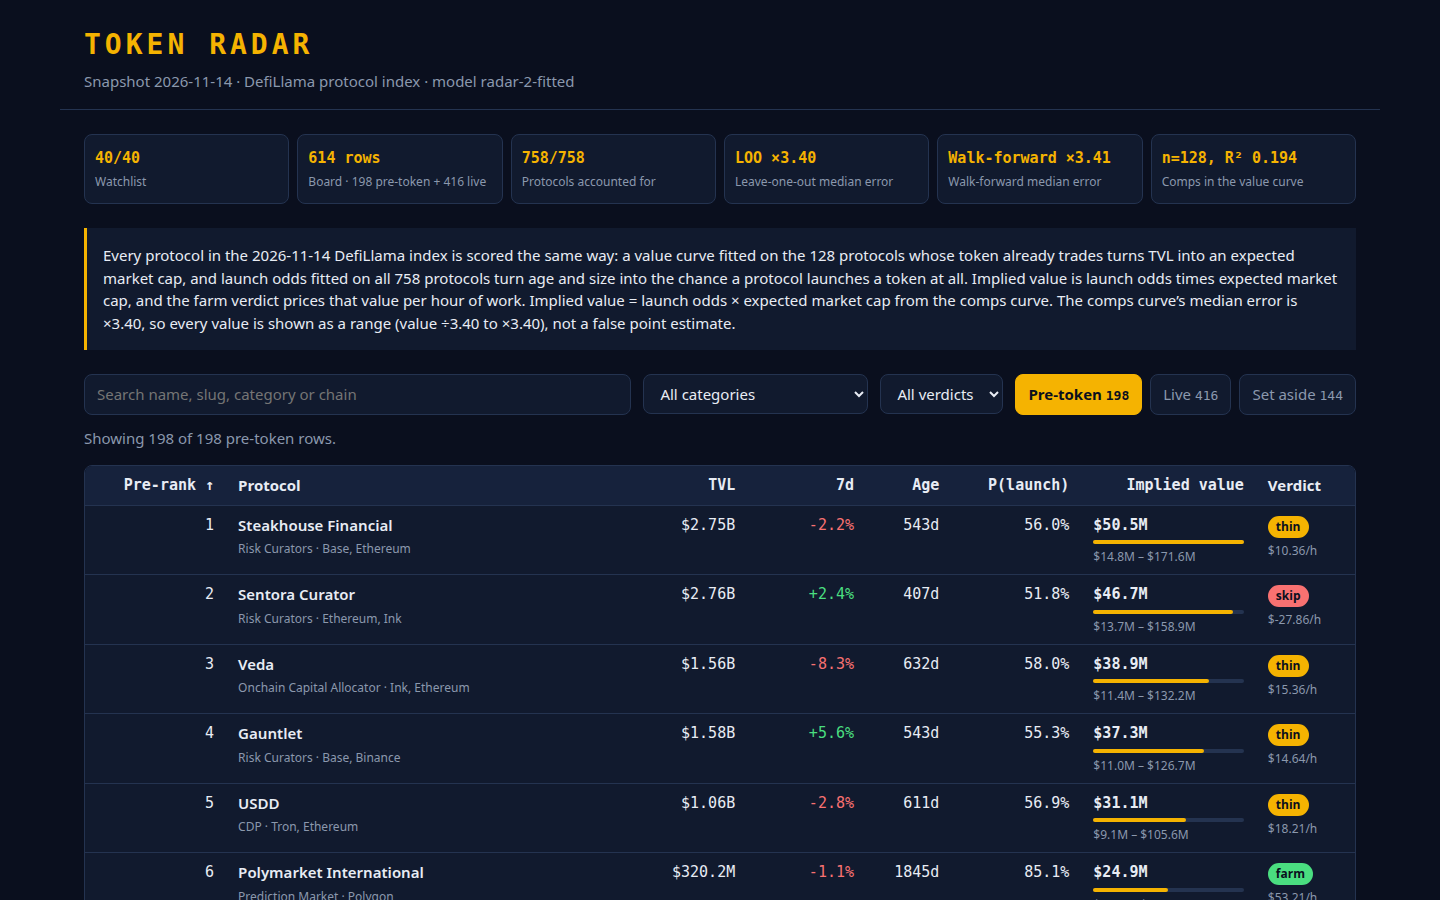 TOKEN RADAR
Snapshot 2026-11-14 · DefiLlama protocol index · model radar-2-fitted
40/40
Watchlist
614 rows
Board · 198 pre-token + 416 live
758/758
Protocols accounted for
LOO ×3.40
Leave-one-out median error
Walk-forward ×3.41
Walk-forward median error
n=128, R² 0.194
Comps in the value curve
Every protocol in the 2026-11-14 DefiLlama index is scored the same way: a value curve fitted on the 128 protocols whose token already trades turns TVL into an expected
market cap, and launch odds fitted on all 758 protocols turn age and size into the chance a protocol launches a token at all. Implied value is launch odds times expected market
cap, and the farm verdict prices that value per hour of work. Implied value = launch odds × expected market cap from the comps curve. The comps curve’s median error is
×3.40, so every value is shown as a range (value ÷3.40 to ×3.40), not a false point estimate.
Search name, slug, category or chain All categories All verdicts Pre-token 198 Live 416 Set aside 144
Showing 198 of 198 pre-token rows.
Pre-rank ↑ Protocol TVL 7d Age P(launch) Implied value Verdict
1 Steakhouse Financial $2.75B -2.2% 543d 56.0% $50.5M thin
Risk Curators · Base, Ethereum $14.8M – $171.6M $10.36/h
2 Sentora Curator $2.76B +2.4% 407d 51.8% $46.7M skip
Risk Curators · Ethereum, Ink $13.7M – $158.9M $-27.86/h
3 Veda $1.56B -8.3% 632d 58.0% $38.9M thin
Onchain Capital Allocator · Ink, Ethereum $11.4M – $132.2M $15.36/h
4 Gauntlet $1.58B +5.6% 543d 55.3% $37.3M thin
Risk Curators · Base, Binance $11.0M – $126.7M $14.64/h
5 USDD $1.06B -2.8% 611d 56.9% $31.1M thin
CDP · Tron, Ethereum $9.1M – $105.6M $18.21/h
6 Polymarket International $320.2M -1.1% 1845d 85.1% $24.9M farm
Prediction Market · Polygon $53.21/h